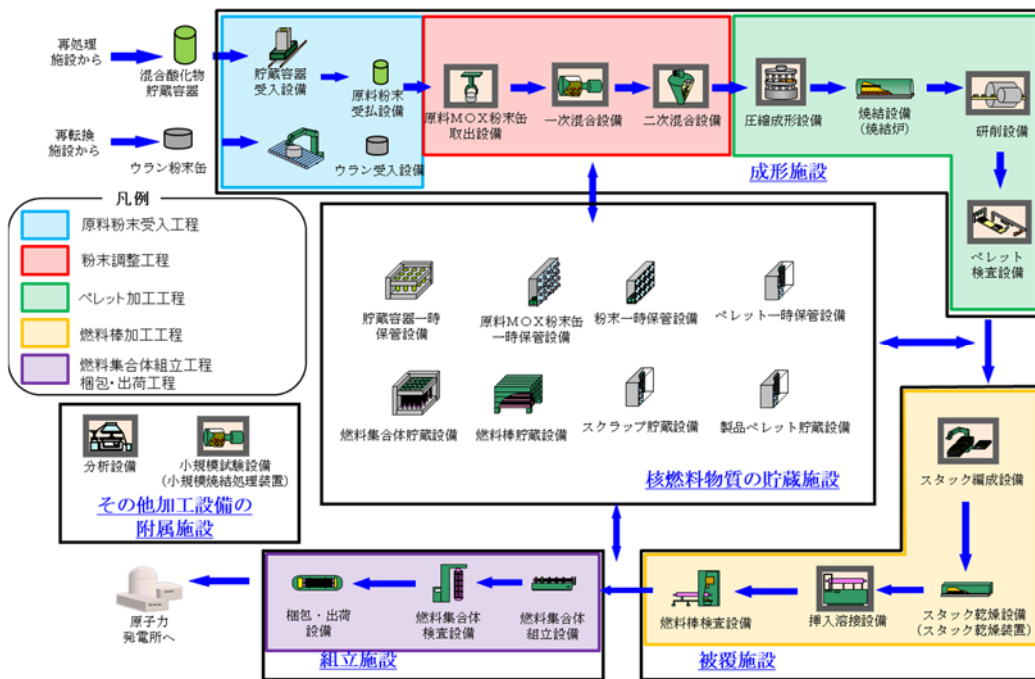 再処理
施設から
混合酸化物
貯蔵容器
貯蔵容器
受入設備
原料粉末
受払設備
原料MOX粉末缶
取出設備
一次混合設備
二次混合設備
圧縮成形設備
焼結設備
(焼結炉)
研削設備
再転換
施設から
ウラン粉末缶
ウラン受入設備
成形施設
ペレット
検査設備
凡例
原料粉末受入工程
粉末調整工程
ペレット加工工程
燃料棒加工工程
燃料集合体組立工程
梱包・出荷工程
貯蔵容器一時
保管設備
原料MOX粉末缶
一時保管設備
粉末一時保管設備
ペレット一時保管設備
燃料集合体貯蔵設備
燃料棒貯蔵設備
スクラップ貯蔵設備
製品ペレット貯蔵設備
核燃料物質の貯蔵施設
分析設備
小規模試験設備
(小規模焼結処理装置)
その他加工設備の
附属施設
スタック編成設備
スタック乾燥設備
(スタック乾燥装置)
挿入溶接設備
燃料棒検査設備
被覆施設
燃料集合体
組立設備
燃料集合体
検査設備
梱包・出荷
設備
組立施設
原子力
発電所へ